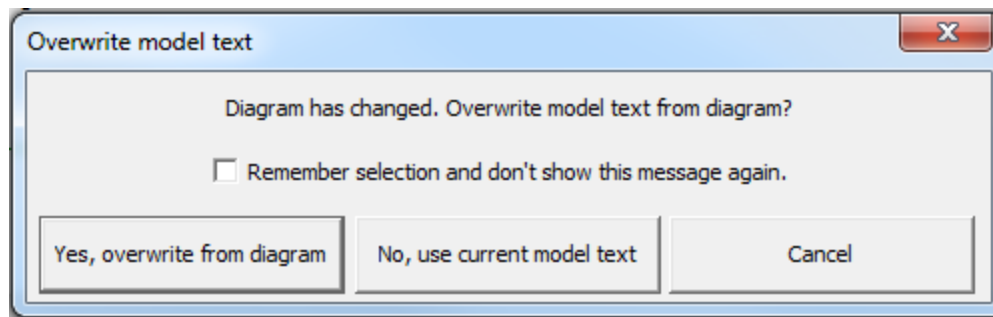 Overwrite model text
Diagram has changed. Overwrite model text from diagram?
Remember selection and don't show this message again.
Yes, overwrite from diagram
No, use current model text
Cancel